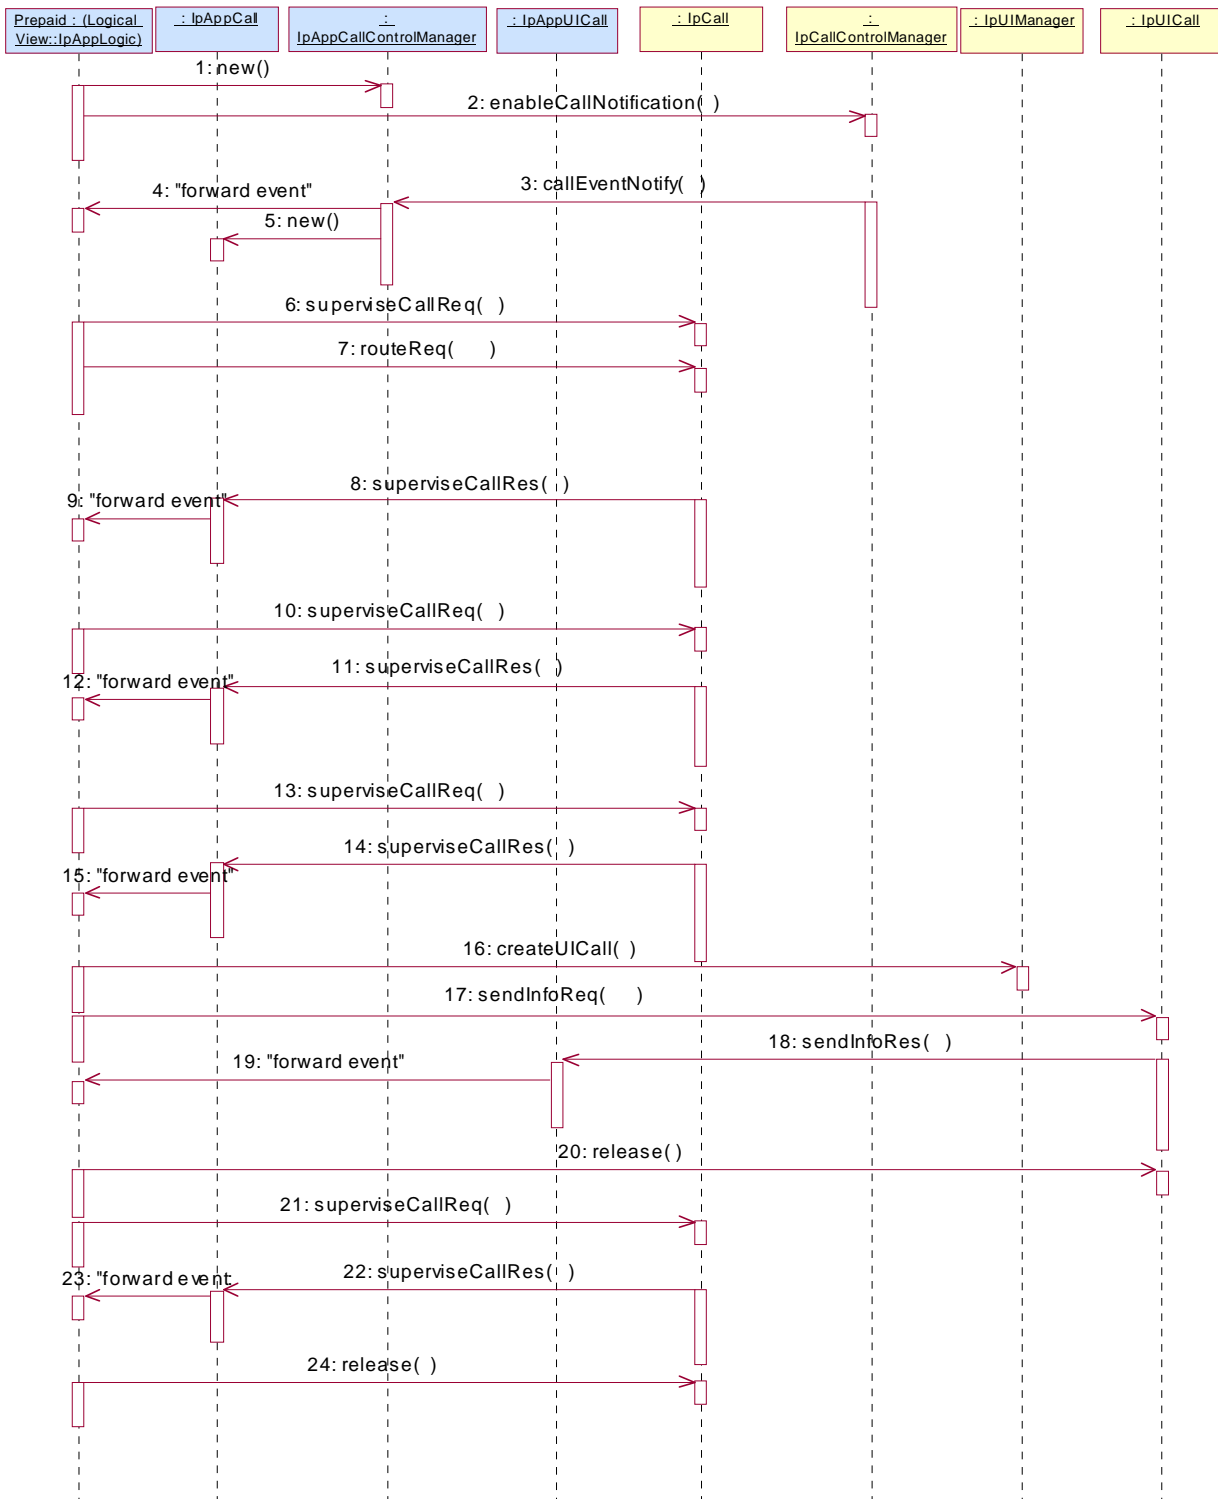 Prepaid : (Logical
View::IpAppLogic)
: IpAppCall
:
IpAppCallControlManager
: IpAppUICall
: IpCall
:
IpCallControlManager
: IpUIManager
: IpUICall
1: new()
2: enableCallNotification( )
3: callEventNotify( )
4: "forward event"
5: new()
6: superviseCallReq( )
7: routeReq( )
8: superviseCallRes( )
9: "forward event"
10: superviseCallReq( )
11: superviseCallRes( )
12: "forward event"
13: superviseCallReq( )
14: superviseCallRes( )
15: "forward event"
16: createUICall( )
17: sendInfoReq( )
18: sendInfoRes( )
19: "forward event"
20: release( )
21: superviseCallReq( )
22: superviseCallRes( )
23: "forward event:
24: release( )